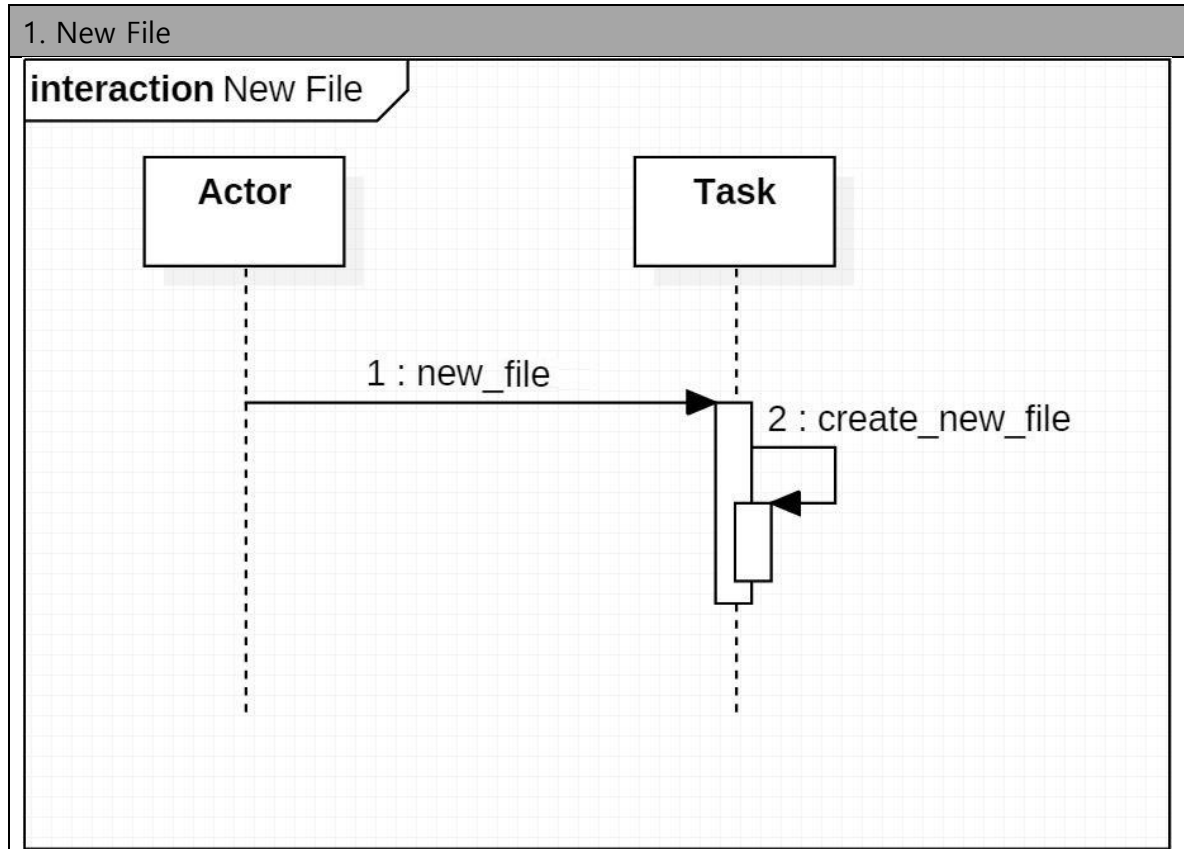 1. New File
interaction New File
Actor
Task
1 : new_file
2 : create_new_file